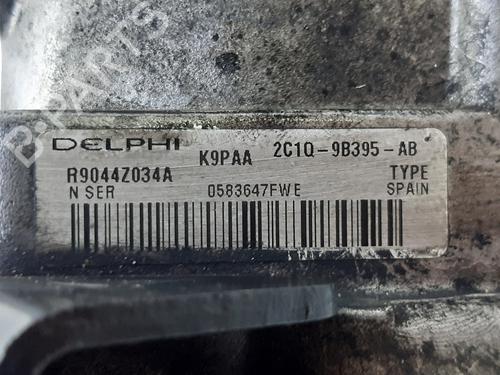 B-PARTS
DELPHI K9PAA 2C1Q-9B395-AB
R9044Z034A TYPE
N SER 0583647FWE SPAIN